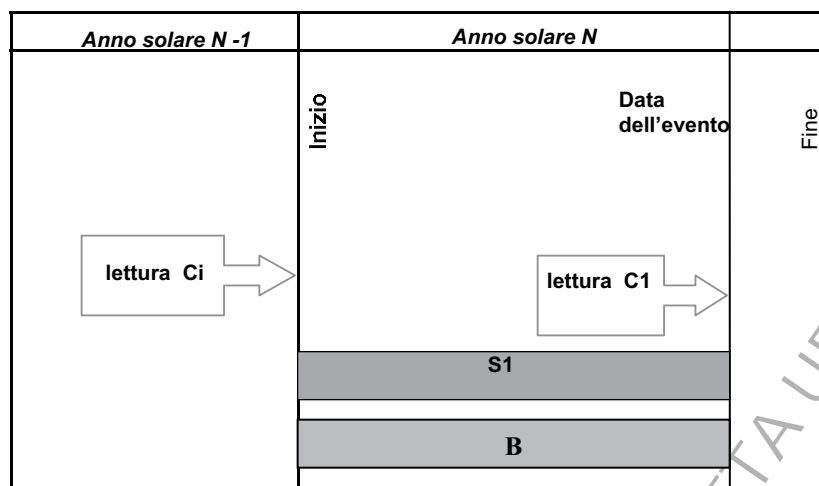 Anno solare N -1
Anno solare N
Inizio
Data
dell'evento
Fine
lettura Ci
lettura C1
S1
B